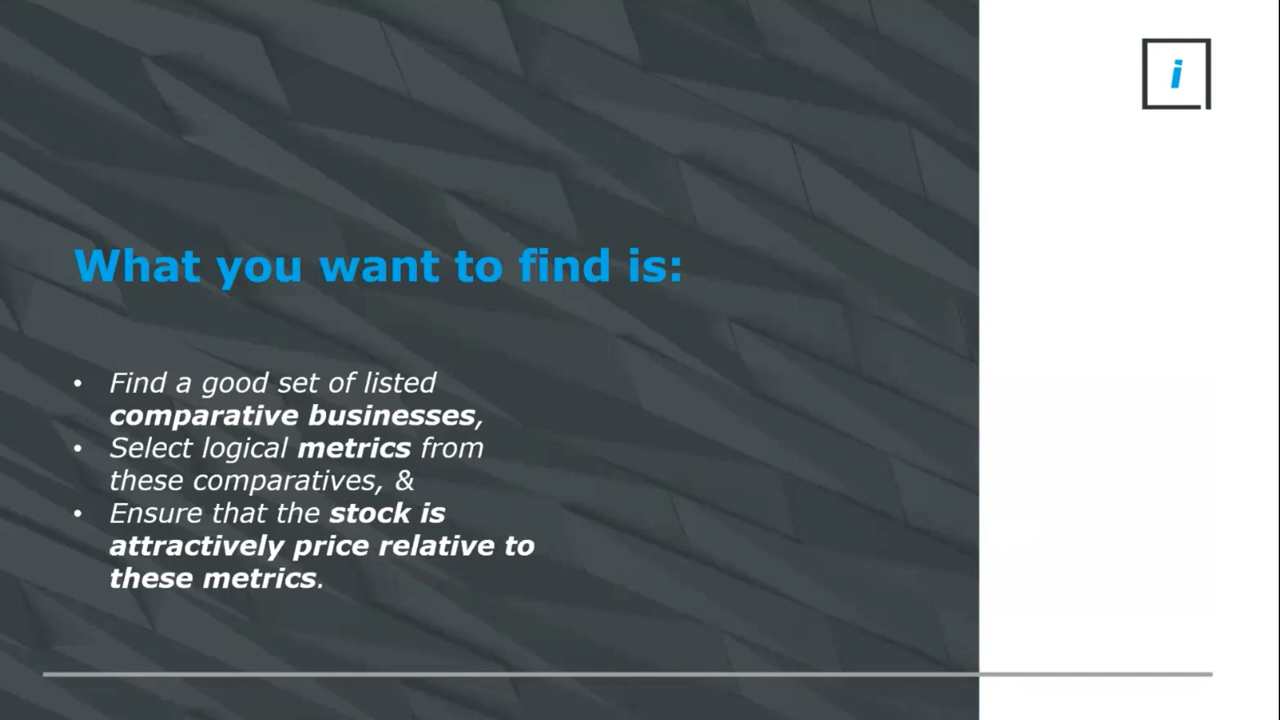 i
What you want to find is:
• Find a good set of listed
comparative businesses,
• Select logical metrics from
these comparatives, &
• Ensure that the stock is
attractively price relative to
these metrics.